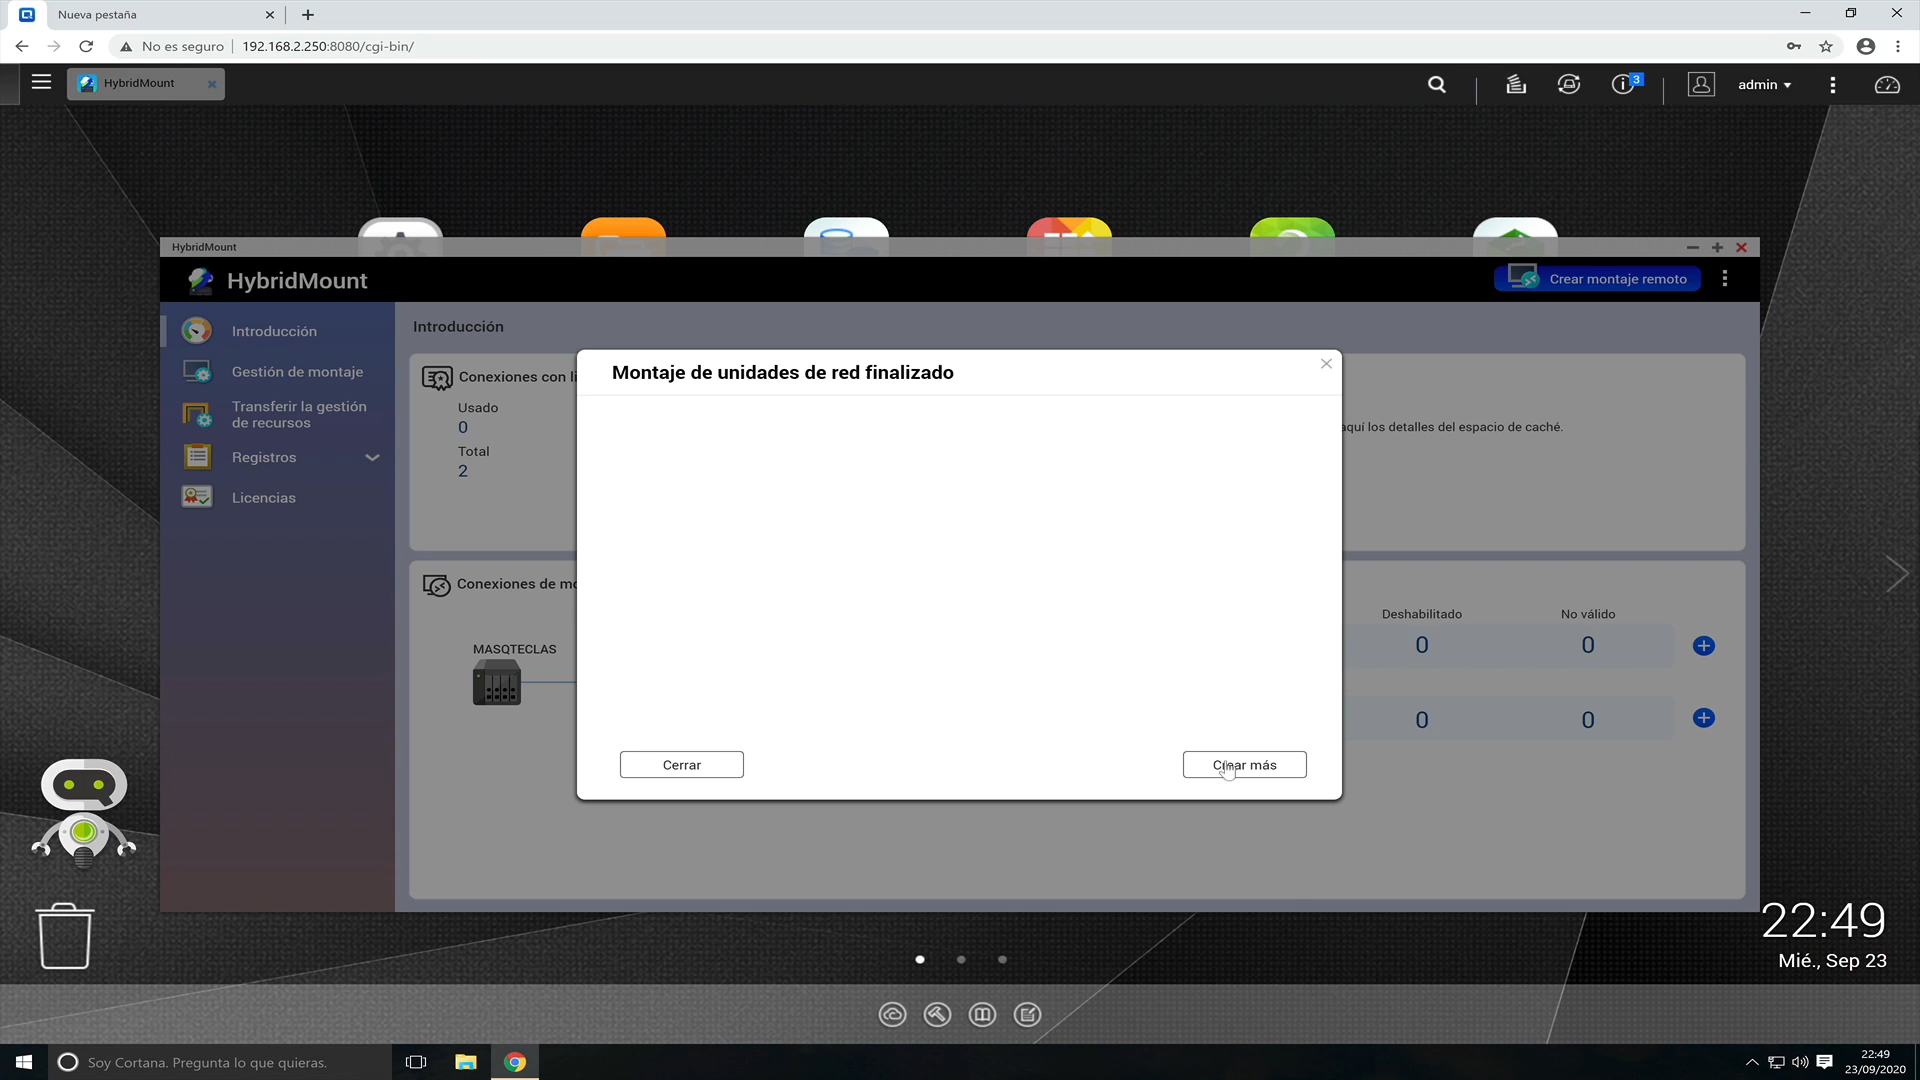 Nueva pestaña
No es seguro
192.168.2.250:8080/cgi-bin/
HybridMount
3
admin
HybridMount
HybridMount
Crear montaje remoto
Introducción
Gestión de montaje
Transferir la gestión
de recursos
Registros
Licencias
Introducción
Conexiones con li
Usado
0
Total
2
aquí los detalles del espacio de caché.
Montaje de unidades de red finalizado
Cerrar
Crear más
Conexiones de mo
MASQTECLAS
Deshabilitado
No válido
0
0
0
0
22:49
Mié., Sep 23
Soy Cortana. Pregunta lo que quieras.
22:49
23/09/2020